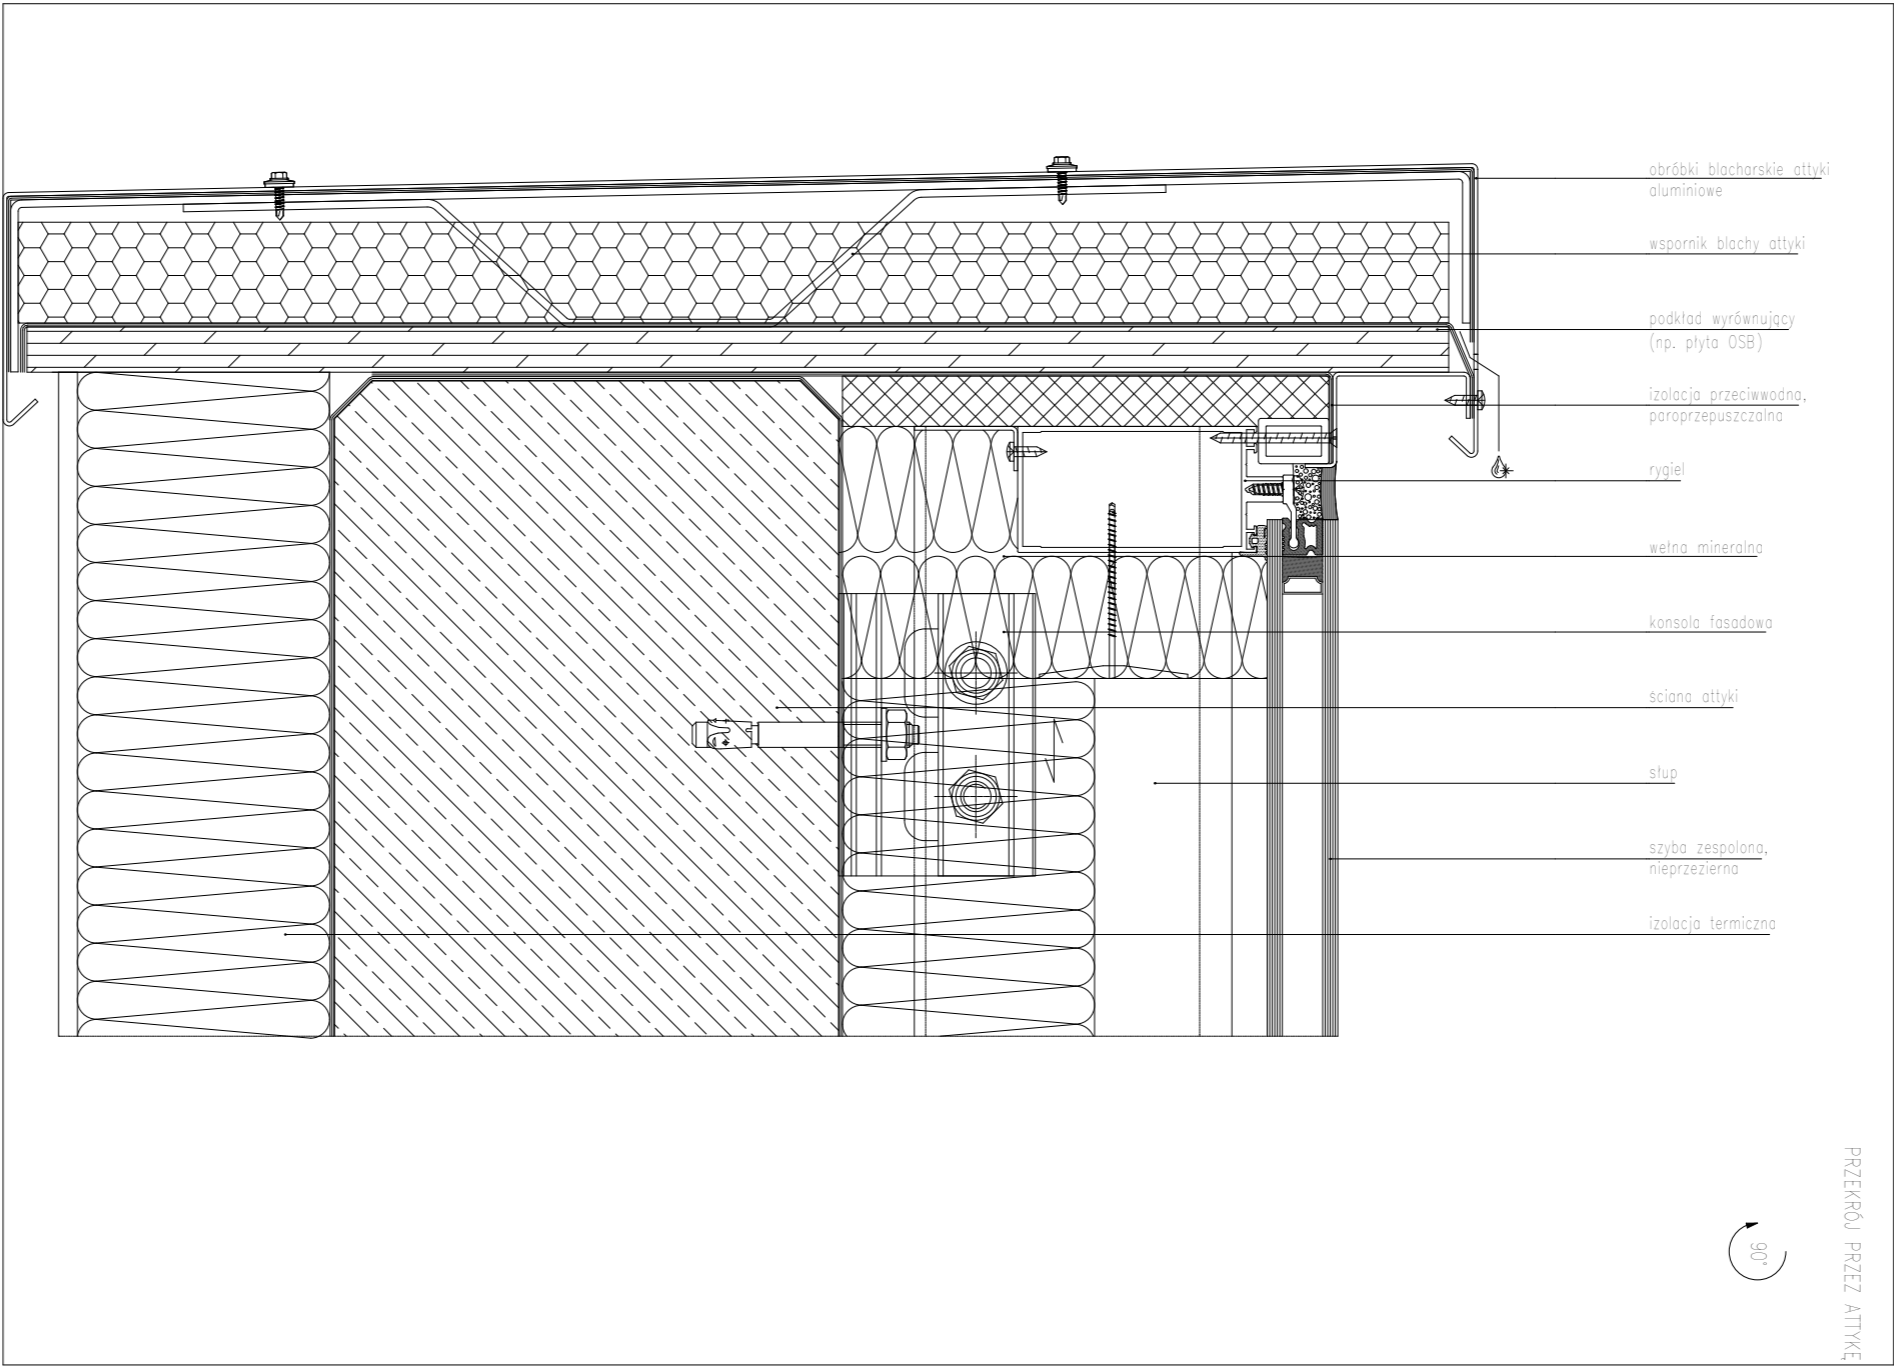 obróbki blacharskie attyki
aluminiowe
wspornik blachy attyki
podkład wyrównujący
(np. płyta OSB)
izolacja przeciwwodna,
paroprzepuszczalna
rygiel
wełna mineralna
konsola fasadowa
ściana attyki
słup
szyba zespolona,
nieprzezierna
izolacja termiczna
PRZEKRÓJ PRZEZ ATTYKĘ
90°